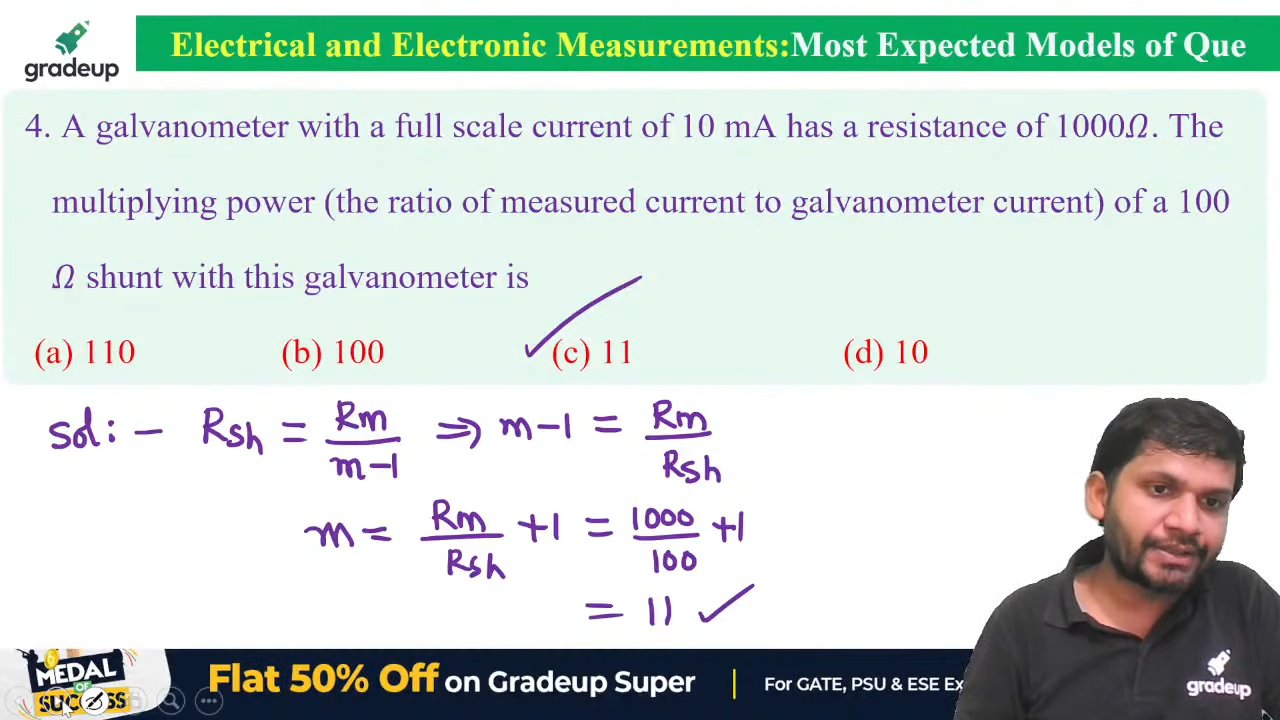 gradeup
Electrical and Electronic Measurements:Most Expected Models of Que
4. A galvanometer with a full scale current of 10 mA has a resistance of 1000Ω. The
multiplying power (the ratio of measured current to galvanometer current) of a 100
Ω shunt with this galvanometer is
(a) 110 (b) 100 (c) 11 (d) 10
Sol:- Rsh = Rm/m-1 ⇒ m-1 = Rm/Rsh
m = Rm/Rsh +1 = 1000/100 +1
= 11
gradeup
MEDAL
OF
SUCCESS
Flat 50% Off on Gradeup Super
For GATE, PSU & ESE Ex